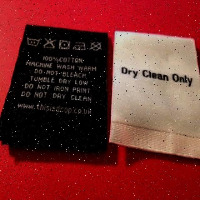 100% COTTON
MACHINE WASH WARM
DO NOT BLEACH
TUMBLE DRY LOW
DO NOT IRON PRINT
DO NOT DRY CLEAN
Dry Clean Only